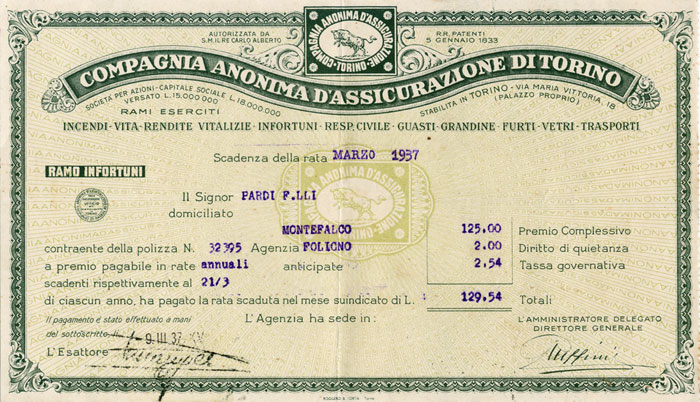 AUTORIZZATA DA
S.M. IL RE CARLO ALBERTO
COMPAGNIA ANONIMA D'ASSICURAZIONE
·TORINO·
R.R. PATENTI
5 GENNAIO 1833
COMPAGNIA ANONIMA D'ASSICURAZIONE DI TORINO
SOCIETÀ PER AZIONI - CAPITALE SOCIALE L. 18.000.000
VERSATO L. 15.000.000
STABILITA IN TORINO - VIA MARIA VITTORIA, 18
(PALAZZO PROPRIO)
RAMI ESERCITI
INCENDI - VITA - RENDITE VITALIZIE - INFORTUNI - RESP. CIVILE - GUASTI - GRANDINE - FURTI - VETRI - TRASPORTI
Scadenza della rata MARZO 1937
RAMO INFORTUNI
Il Signor PARDI F.LLI
domiciliato
MONTEFALCO 125.00 Premio Complessivo
contraente della polizza N. 32395 Agenzia FOLIGNO 2.00 Diritto di quietanza
a premio pagabile in rate annuali anticipate 2.54 Tassa governativa
scadenti rispettivamente al 21/3
di ciascun anno, ha pagato la rata scaduta nel mese suindicato di L. 129.54 Totali
Il pagamento è stato effettuato a mani
del sottoscritto il 9.III.37.
L'Agenzia ha sede in:
L'AMMINISTRATORE DELEGATO
DIRETTORE GENERALE
L'Esattore